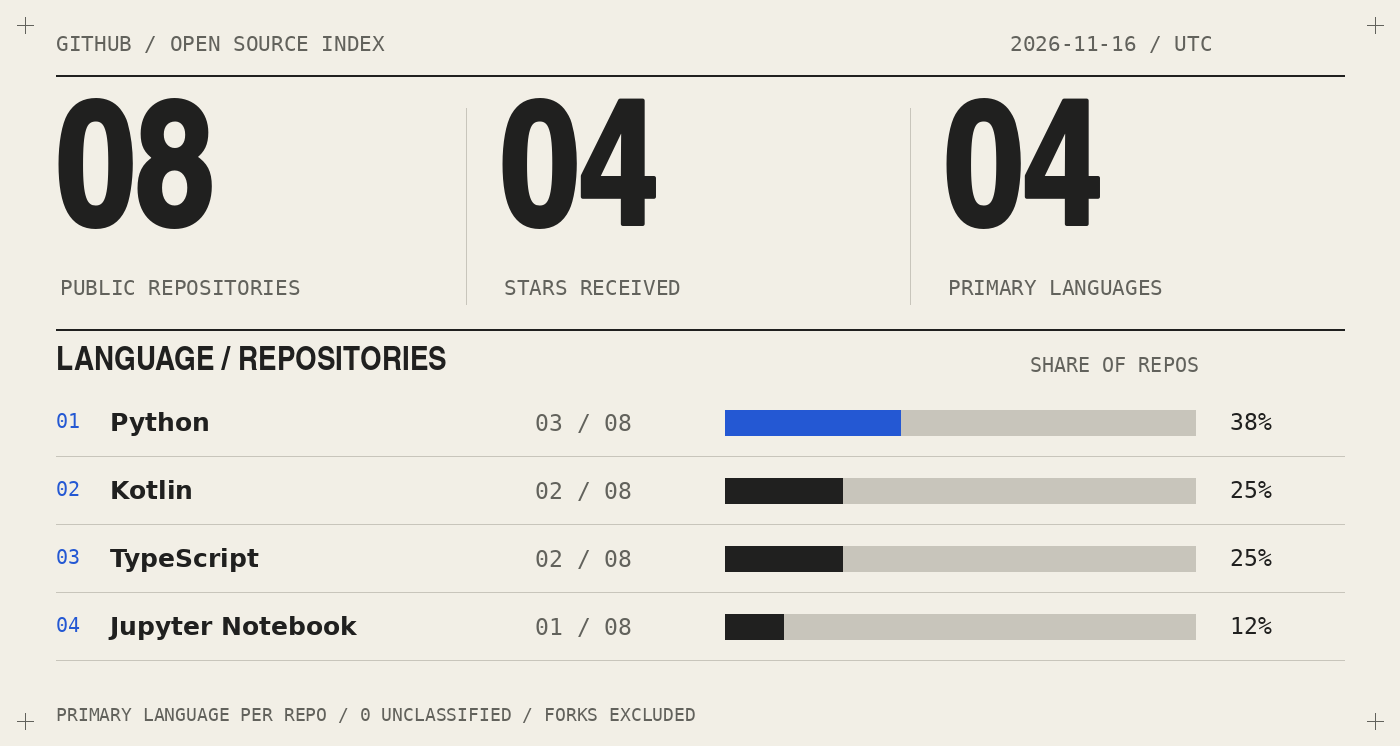 GITHUB / OPEN SOURCE INDEX 2026-11-16 / UTC
08 04 04
PUBLIC REPOSITORIES STARS RECEIVED PRIMARY LANGUAGES
LANGUAGE / REPOSITORIES SHARE OF REPOS
01 Python 03 / 08 38%
02 Kotlin 02 / 08 25%
03 TypeScript 02 / 08 25%
04 Jupyter Notebook 01 / 08 12%
PRIMARY LANGUAGE PER REPO / 0 UNCLASSIFIED / FORKS EXCLUDED